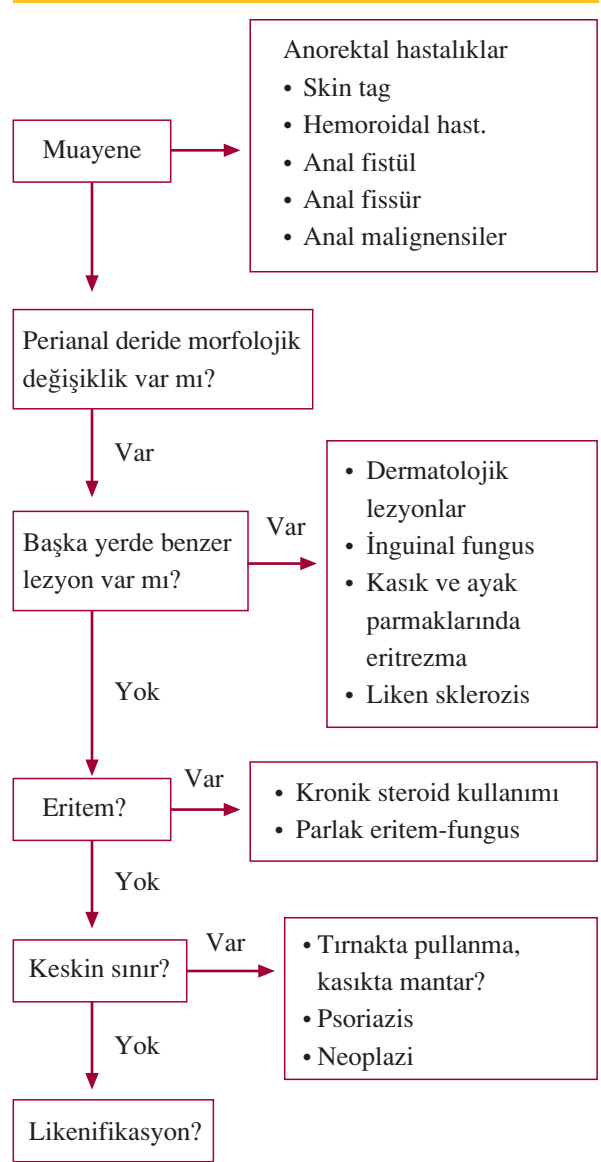 Anorektal hastalıklar
• Skin tag
• Hemoroidal hast.
• Anal fistül
• Anal fissür
• Anal malignensiler
Muayene
Perianal deride morfolojik
değişiklik var mı?
Var
Başka yerde benzer
lezyon var mı?
Var
• Dermatolojik
lezyonlar
• İnguinal fungus
• Kasık ve ayak
parmaklarında
eritrezma
• Liken sklerozis
Yok
Eritem?
Var
• Kronik steroid kullanımı
• Parlak eritem-fungus
Yok
Keskin sınır?
Var
• Tırnakta pullanma,
kasıkta mantar?
• Psoriazis
• Neoplazi
Yok
Likenifikasyon?